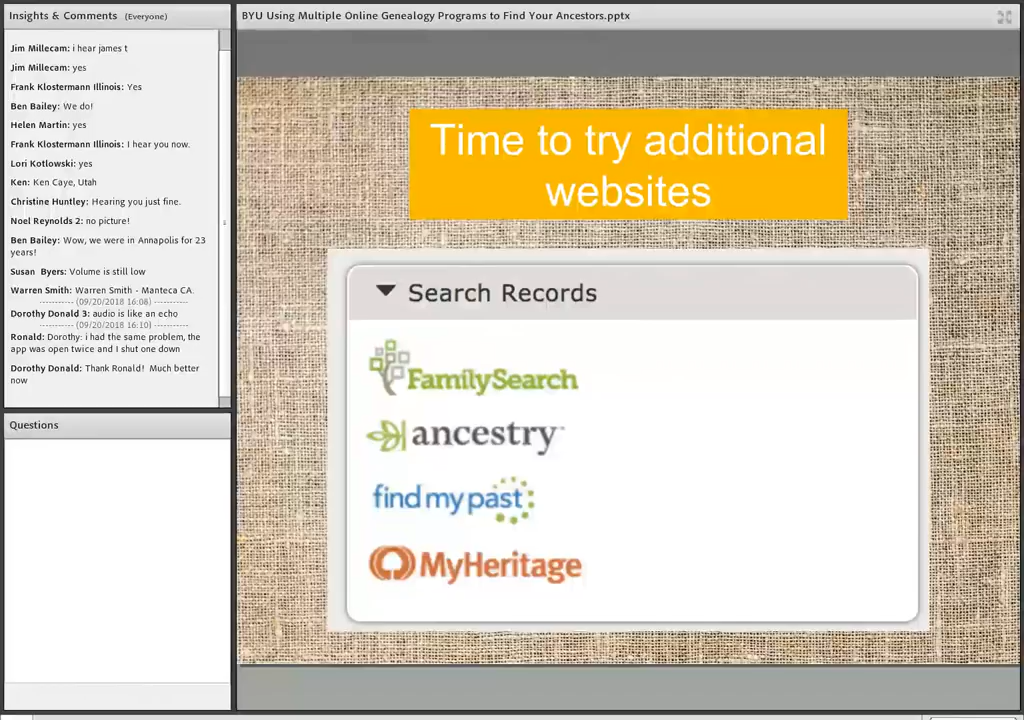 Insights & Comments (Everyone)
Jim Millecam: i hear james t
Jim Millecam: yes
Frank Klostermann Illinois: Yes
Ben Bailey: We do!
Helen Martin: yes
Frank Klostermann Illinois: I hear you now.
Lori Kotlowski: yes
Ken: Ken Caye, Utah
Christine Huntley: Hearing you just fine.
Noel Reynolds 2: no picture!
Ben Bailey: Wow, we were in Annapolis for 23
years!
Susan Byers: Volume is still low
Warren Smith: Warren Smith - Manteca CA.
----------- (09/20/2018 16:08) -----------
Dorothy Donald 3: audio is like an echo
----------- (09/20/2018 16:10) -----------
Ronald: Dorothy: i had the same problem, the
app was open twice and I shut one down
Dorothy Donald: Thank Ronald! Much better
now
Questions
BYU Using Multiple Online Genealogy Programs to Find Your Ancestors.pptx
Time to try additional
websites
Search Records
FamilySearch
ancestry
findmypast
MyHeritage